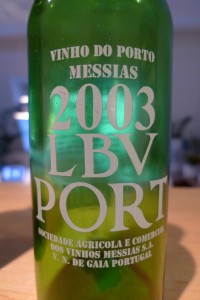 VINHO DO PORTO
MESSIAS
2003
LBV
PORT
SOCIEDADE AGRICOLA E COMERCIAL
DOS VINHOS MESSIAS S.A.
V. N. DE GAIA PORTUGAL